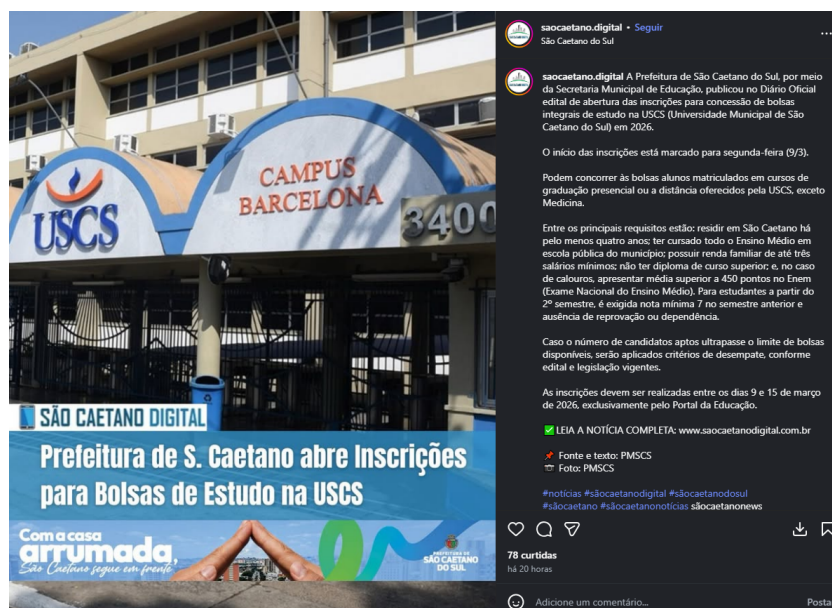 USCS
CAMPUS
BARCELONA
3400
SÃO CAETANO DIGITAL
Prefeitura de S. Caetano abre Inscrições
para Bolsas de Estudo na USCS
Com a casa
arrumada,
São Caetano segue em frente
PREFEITURA DE
SÃO CAETANO
DO SUL
saocaetano.digital • Seguir
São Caetano do Sul
saocaetano.digital A Prefeitura de São Caetano do Sul, por meio
da Secretaria Municipal de Educação, publicou no Diário Oficial
edital de abertura das inscrições para concessão de bolsas
integrais de estudo na USCS (Universidade Municipal de São
Caetano do Sul) em 2026.
O início das inscrições está marcado para segunda-feira (9/3).
Podem concorrer às bolsas alunos matriculados em cursos de
graduação presencial ou a distância oferecidos pela USCS, exceto
Medicina.
Entre os principais requisitos estão: residir em São Caetano há
pelo menos quatro anos; ter cursado todo o Ensino Médio em
escola pública do município; possuir renda familiar de até três
salários mínimos; não ter diploma de curso superior; e, no caso
de calouros, apresentar média superior a 450 pontos no Enem
(Exame Nacional do Ensino Médio). Para estudantes a partir do
2º semestre, é exigida nota mínima 7 no semestre anterior e
ausência de reprovação ou dependência.
Caso o número de candidatos aptos ultrapasse o limite de bolsas
disponíveis, serão aplicados critérios de desempate, conforme
edital e legislação vigentes.
As inscrições devem ser realizadas entre os dias 9 e 15 de março
de 2026, exclusivamente pelo Portal da Educação.
✅ LEIA A NOTÍCIA COMPLETA: www.saocaetanodigital.com.br
📌 Fonte e texto: PMSCS
📷 Foto: PMSCS
#notícias #sãocaetanodigital #sãocaetanodosul
#sãocaetano #sãocaetanonotícias sãocaetanonews
78 curtidas
há 20 horas
Adicione um comentário...
Posta